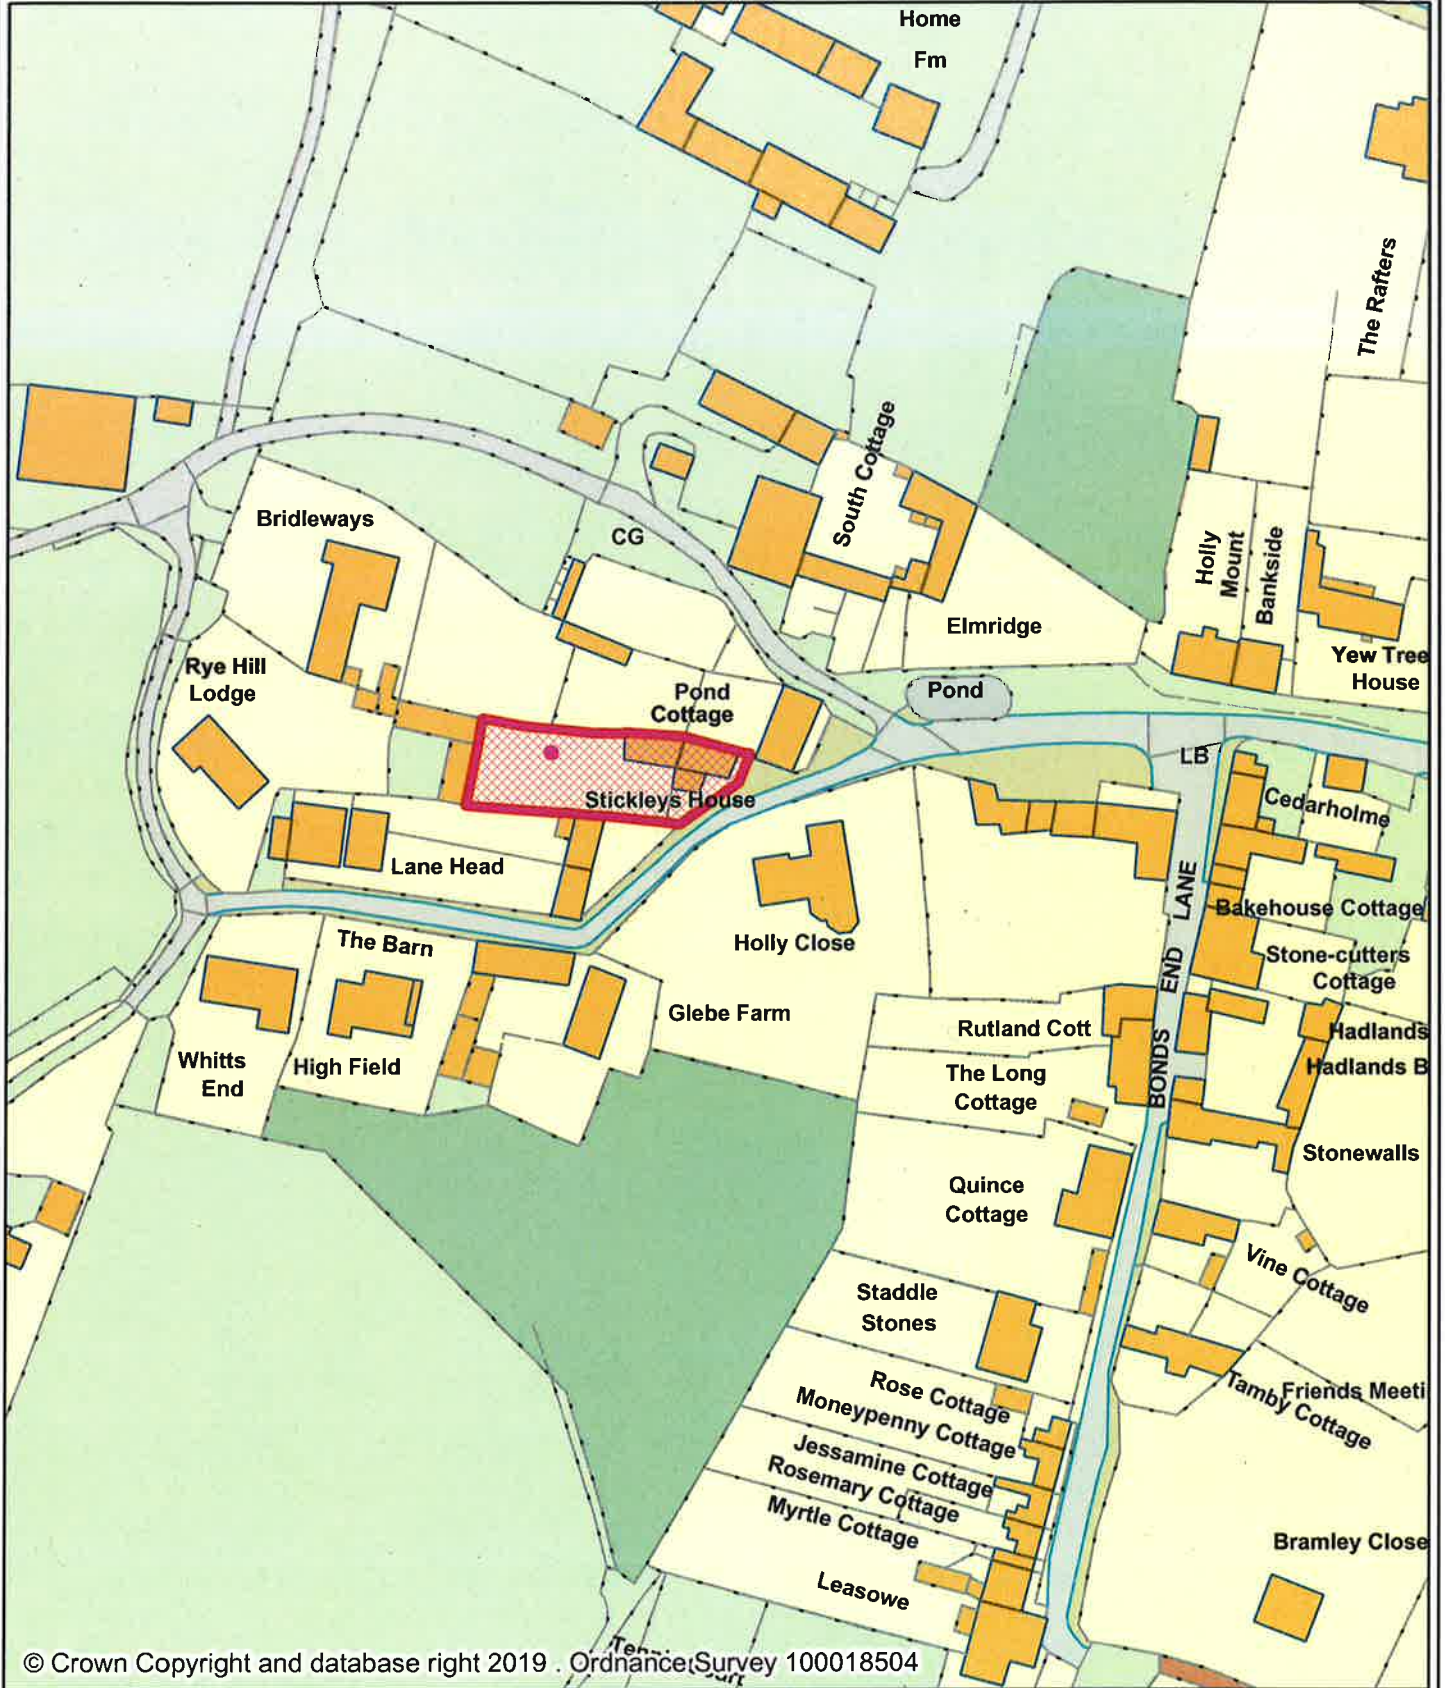 Home
Fm
The Rafters
South Cottage
Bridleways
CG
Holly
Mount
Bankside
Elmridge
Yew Tree
House
Rye Hill
Lodge
Pond
Cottage
Pond
LB
Stickleys House
Cedarholme
Lane Head
BONDS END LANE
Bakehouse Cottage
The Barn
Holly Close
Stone-cutters
Cottage
Glebe Farm
Rutland Cott
Hadlands
Whitts
End
High Field
Hadlands B
The Long
Cottage
Stonewalls
Quince
Cottage
Vine Cottage
Staddle
Stones
Rose Cottage
Moneypenny Cottage
Tamby Cottage
Friends Meeti
Jessamine Cottage
Rosemary Cottage
Myrtle Cottage
Bramley Close
Leasowe
© Crown Copyright and database right 2019 . Ordnance Survey 100018504